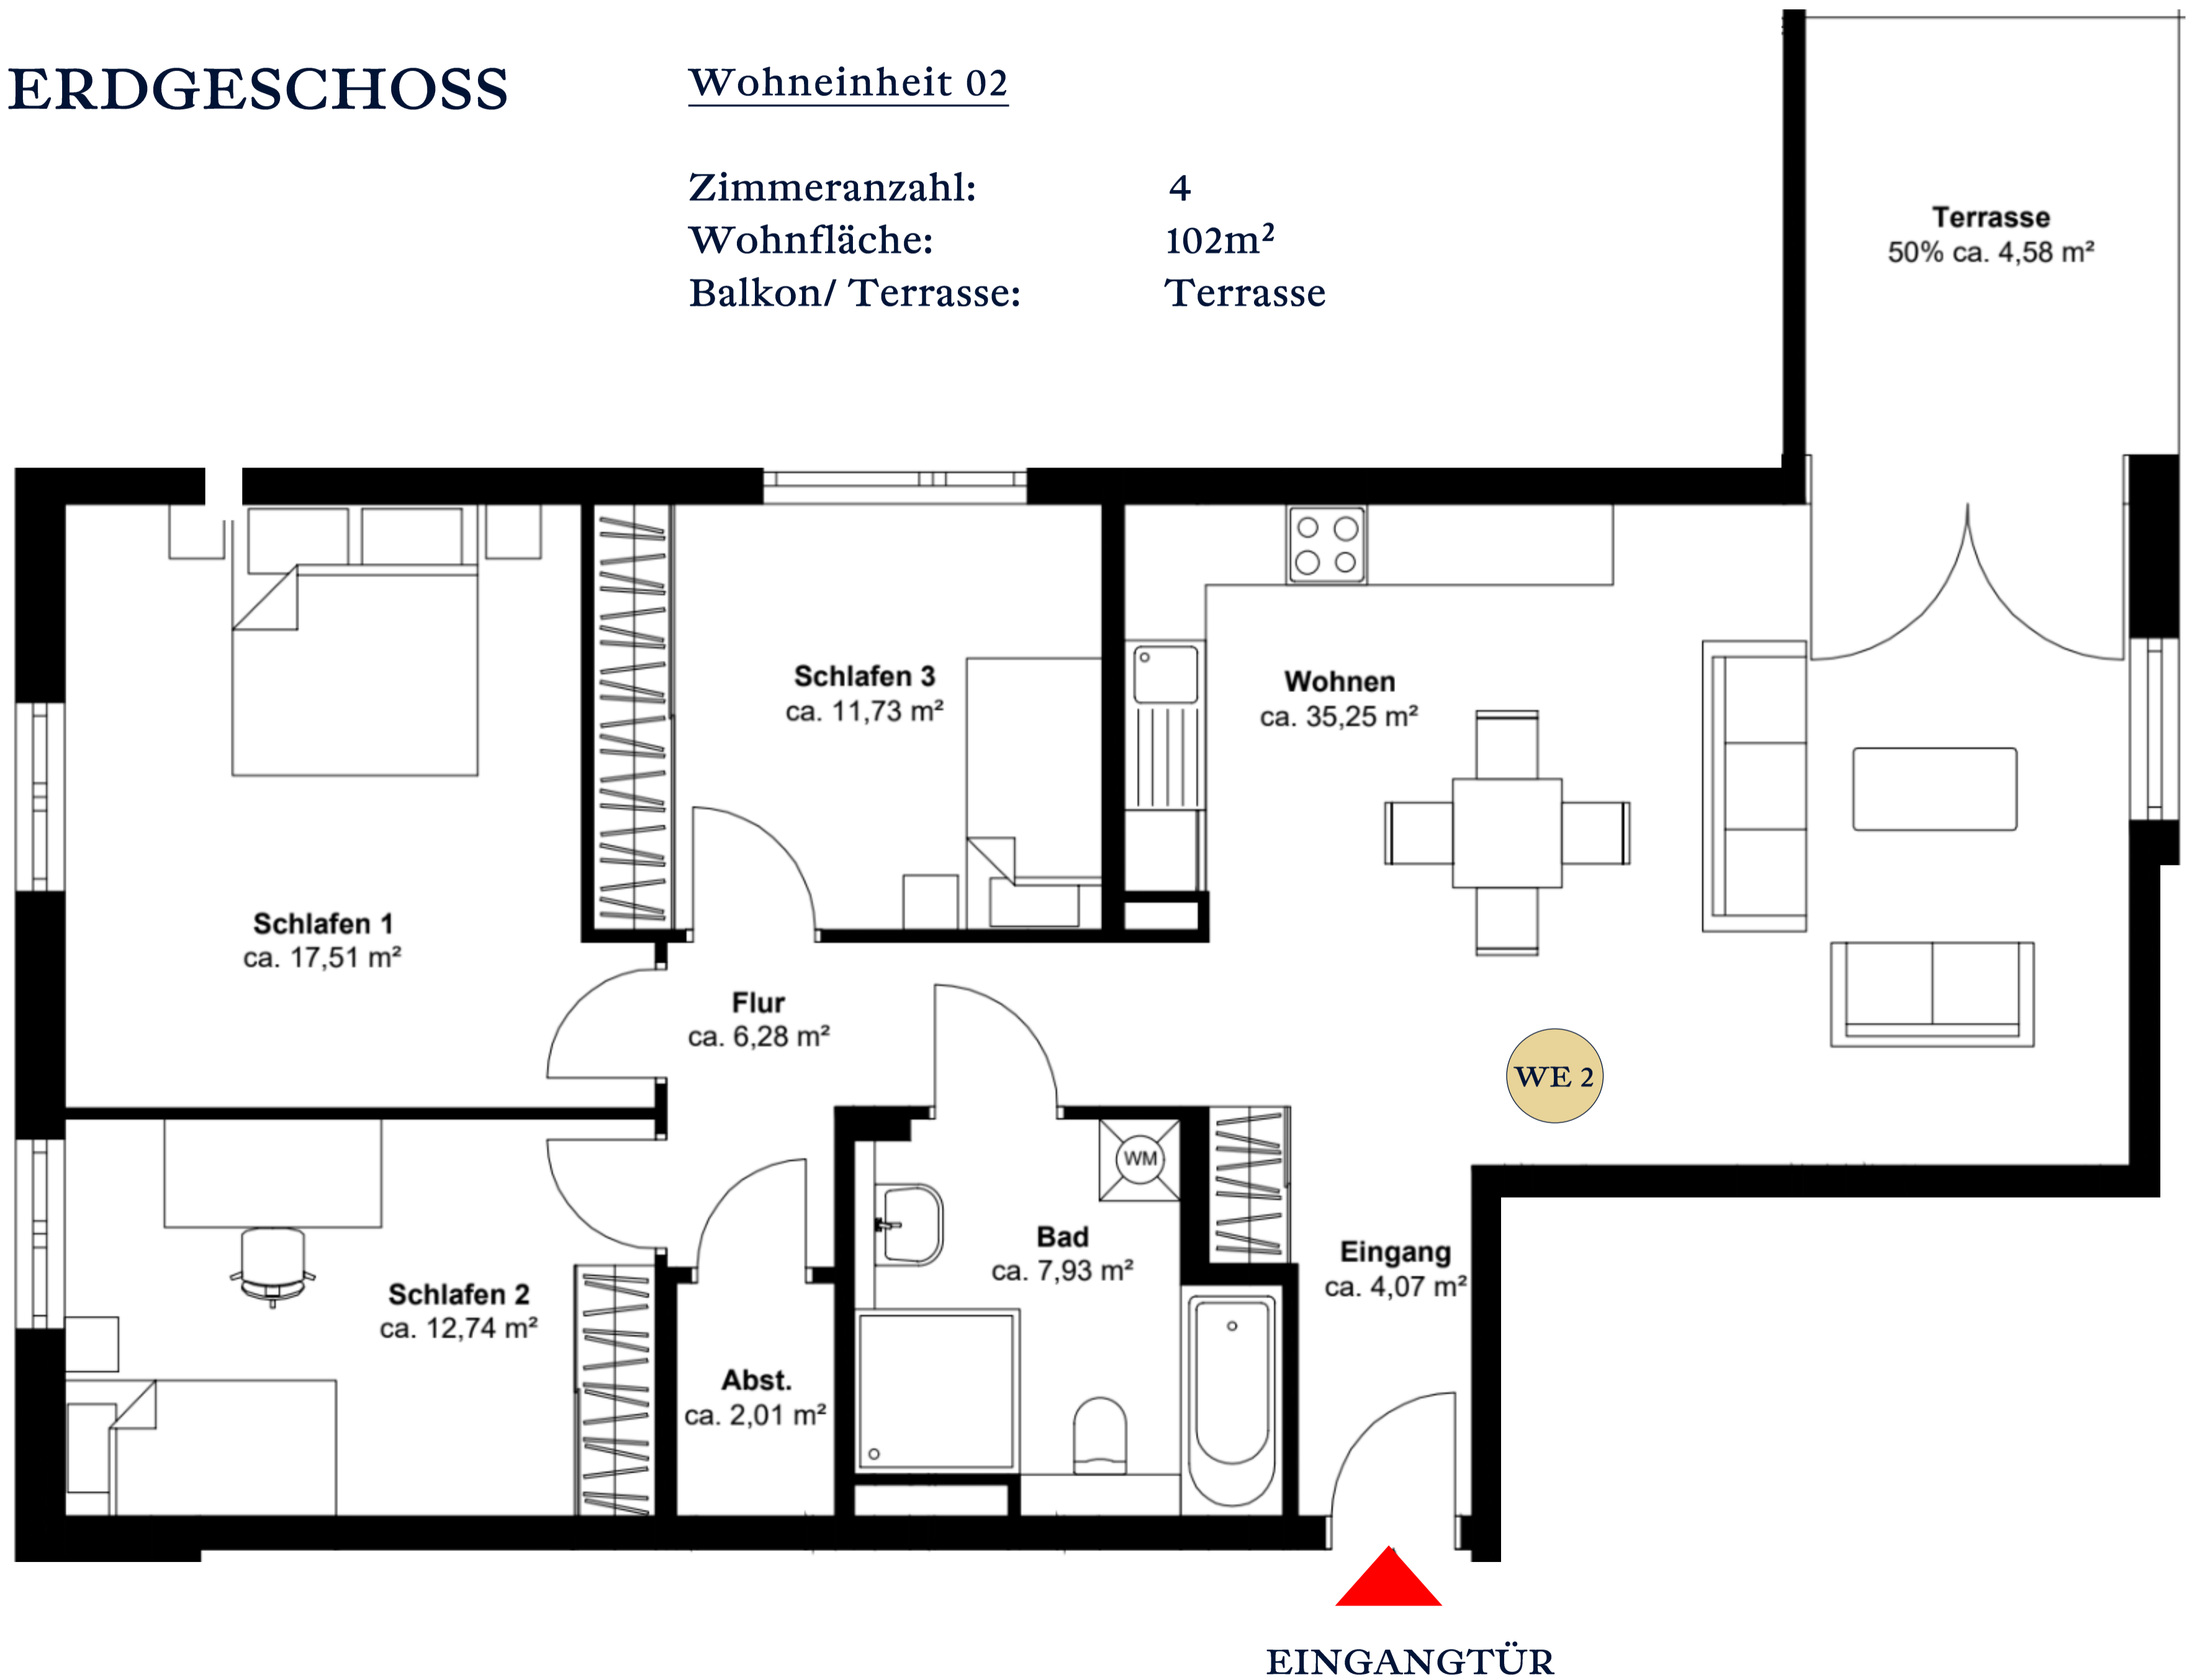 ERDGESCHOSS
Wohneinheit 02
Zimmeranzahl: 4
Wohnfläche: 102m²
Balkon/ Terrasse: Terrasse
Terrasse
50% ca. 4,58 m²
Schlafen 3
ca. 11,73 m²
Wohnen
ca. 35,25 m²
Schlafen 1
ca. 17,51 m²
Flur
ca. 6,28 m²
WE 2
WM
Bad
ca. 7,93 m²
Eingang
ca. 4,07 m²
Schlafen 2
ca. 12,74 m²
Abst.
ca. 2,01 m²
EINGANGTÜR